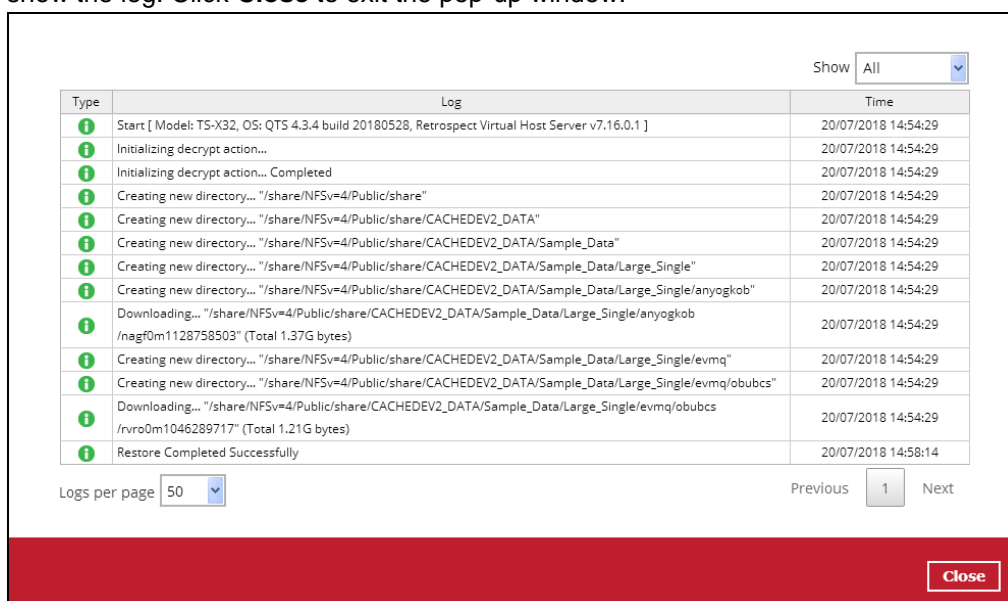 show the log. Click Close to exit the pop-up window.
Show All
Type Log Time
Start [ Model: TS-X32, OS: QTS 4.3.4 build 20180528, Retrospect Virtual Host Server v7.16.0.1 ] 20/07/2018 14:54:29
Initializing decrypt action... 20/07/2018 14:54:29
Initializing decrypt action... Completed 20/07/2018 14:54:29
Creating new directory... "/share/NFSv=4/Public/share" 20/07/2018 14:54:29
Creating new directory... "/share/NFSv=4/Public/share/CACHEDEV2_DATA" 20/07/2018 14:54:29
Creating new directory... "/share/NFSv=4/Public/share/CACHEDEV2_DATA/Sample_Data" 20/07/2018 14:54:29
Creating new directory... "/share/NFSv=4/Public/share/CACHEDEV2_DATA/Sample_Data/Large_Single" 20/07/2018 14:54:29
Creating new directory... "/share/NFSv=4/Public/share/CACHEDEV2_DATA/Sample_Data/Large_Single/anyogkob" 20/07/2018 14:54:29
Downloading... "/share/NFSv=4/Public/share/CACHEDEV2_DATA/Sample_Data/Large_Single/anyogkob
/nagf0m1128758503" (Total 1.37G bytes) 20/07/2018 14:54:29
Creating new directory... "/share/NFSv=4/Public/share/CACHEDEV2_DATA/Sample_Data/Large_Single/evmq" 20/07/2018 14:54:29
Creating new directory... "/share/NFSv=4/Public/share/CACHEDEV2_DATA/Sample_Data/Large_Single/evmq/obubcs" 20/07/2018 14:54:29
Downloading... "/share/NFSv=4/Public/share/CACHEDEV2_DATA/Sample_Data/Large_Single/evmq/obubcs
/rvro0m1046289717" (Total 1.21G bytes) 20/07/2018 14:54:29
Restore Completed Successfully 20/07/2018 14:58:14
Logs per page 50 Previous 1 Next
Close